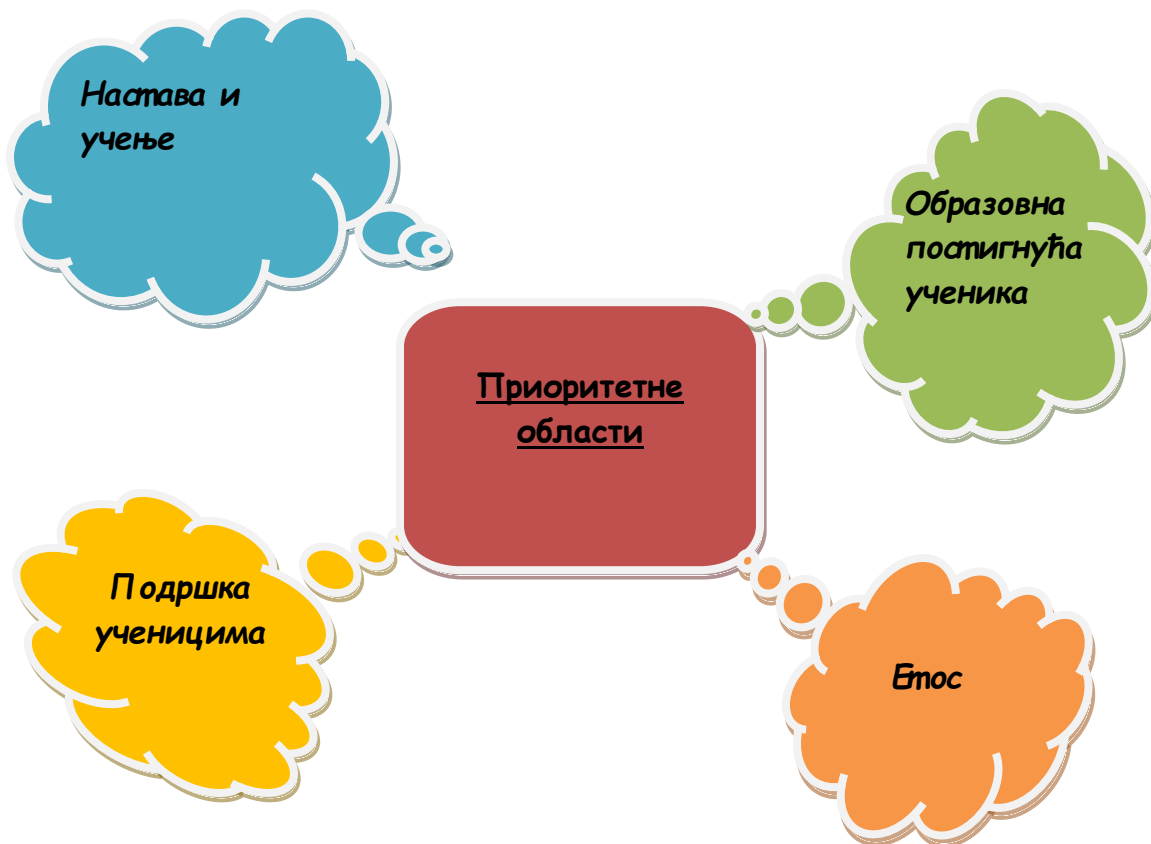 Настава и
учење
Образовна
постигнућа
ученика
Приоритетне
области
Подршка
ученицима
Етос